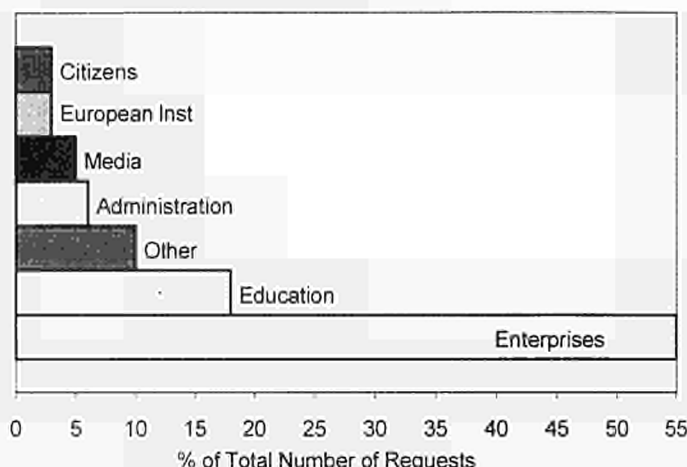 Citizens
European Inst
Media
Administration
Other
Education
Enterprises
0 5 10 15 20 25 30 35 40 45 50 55
% of Total Number of Requests